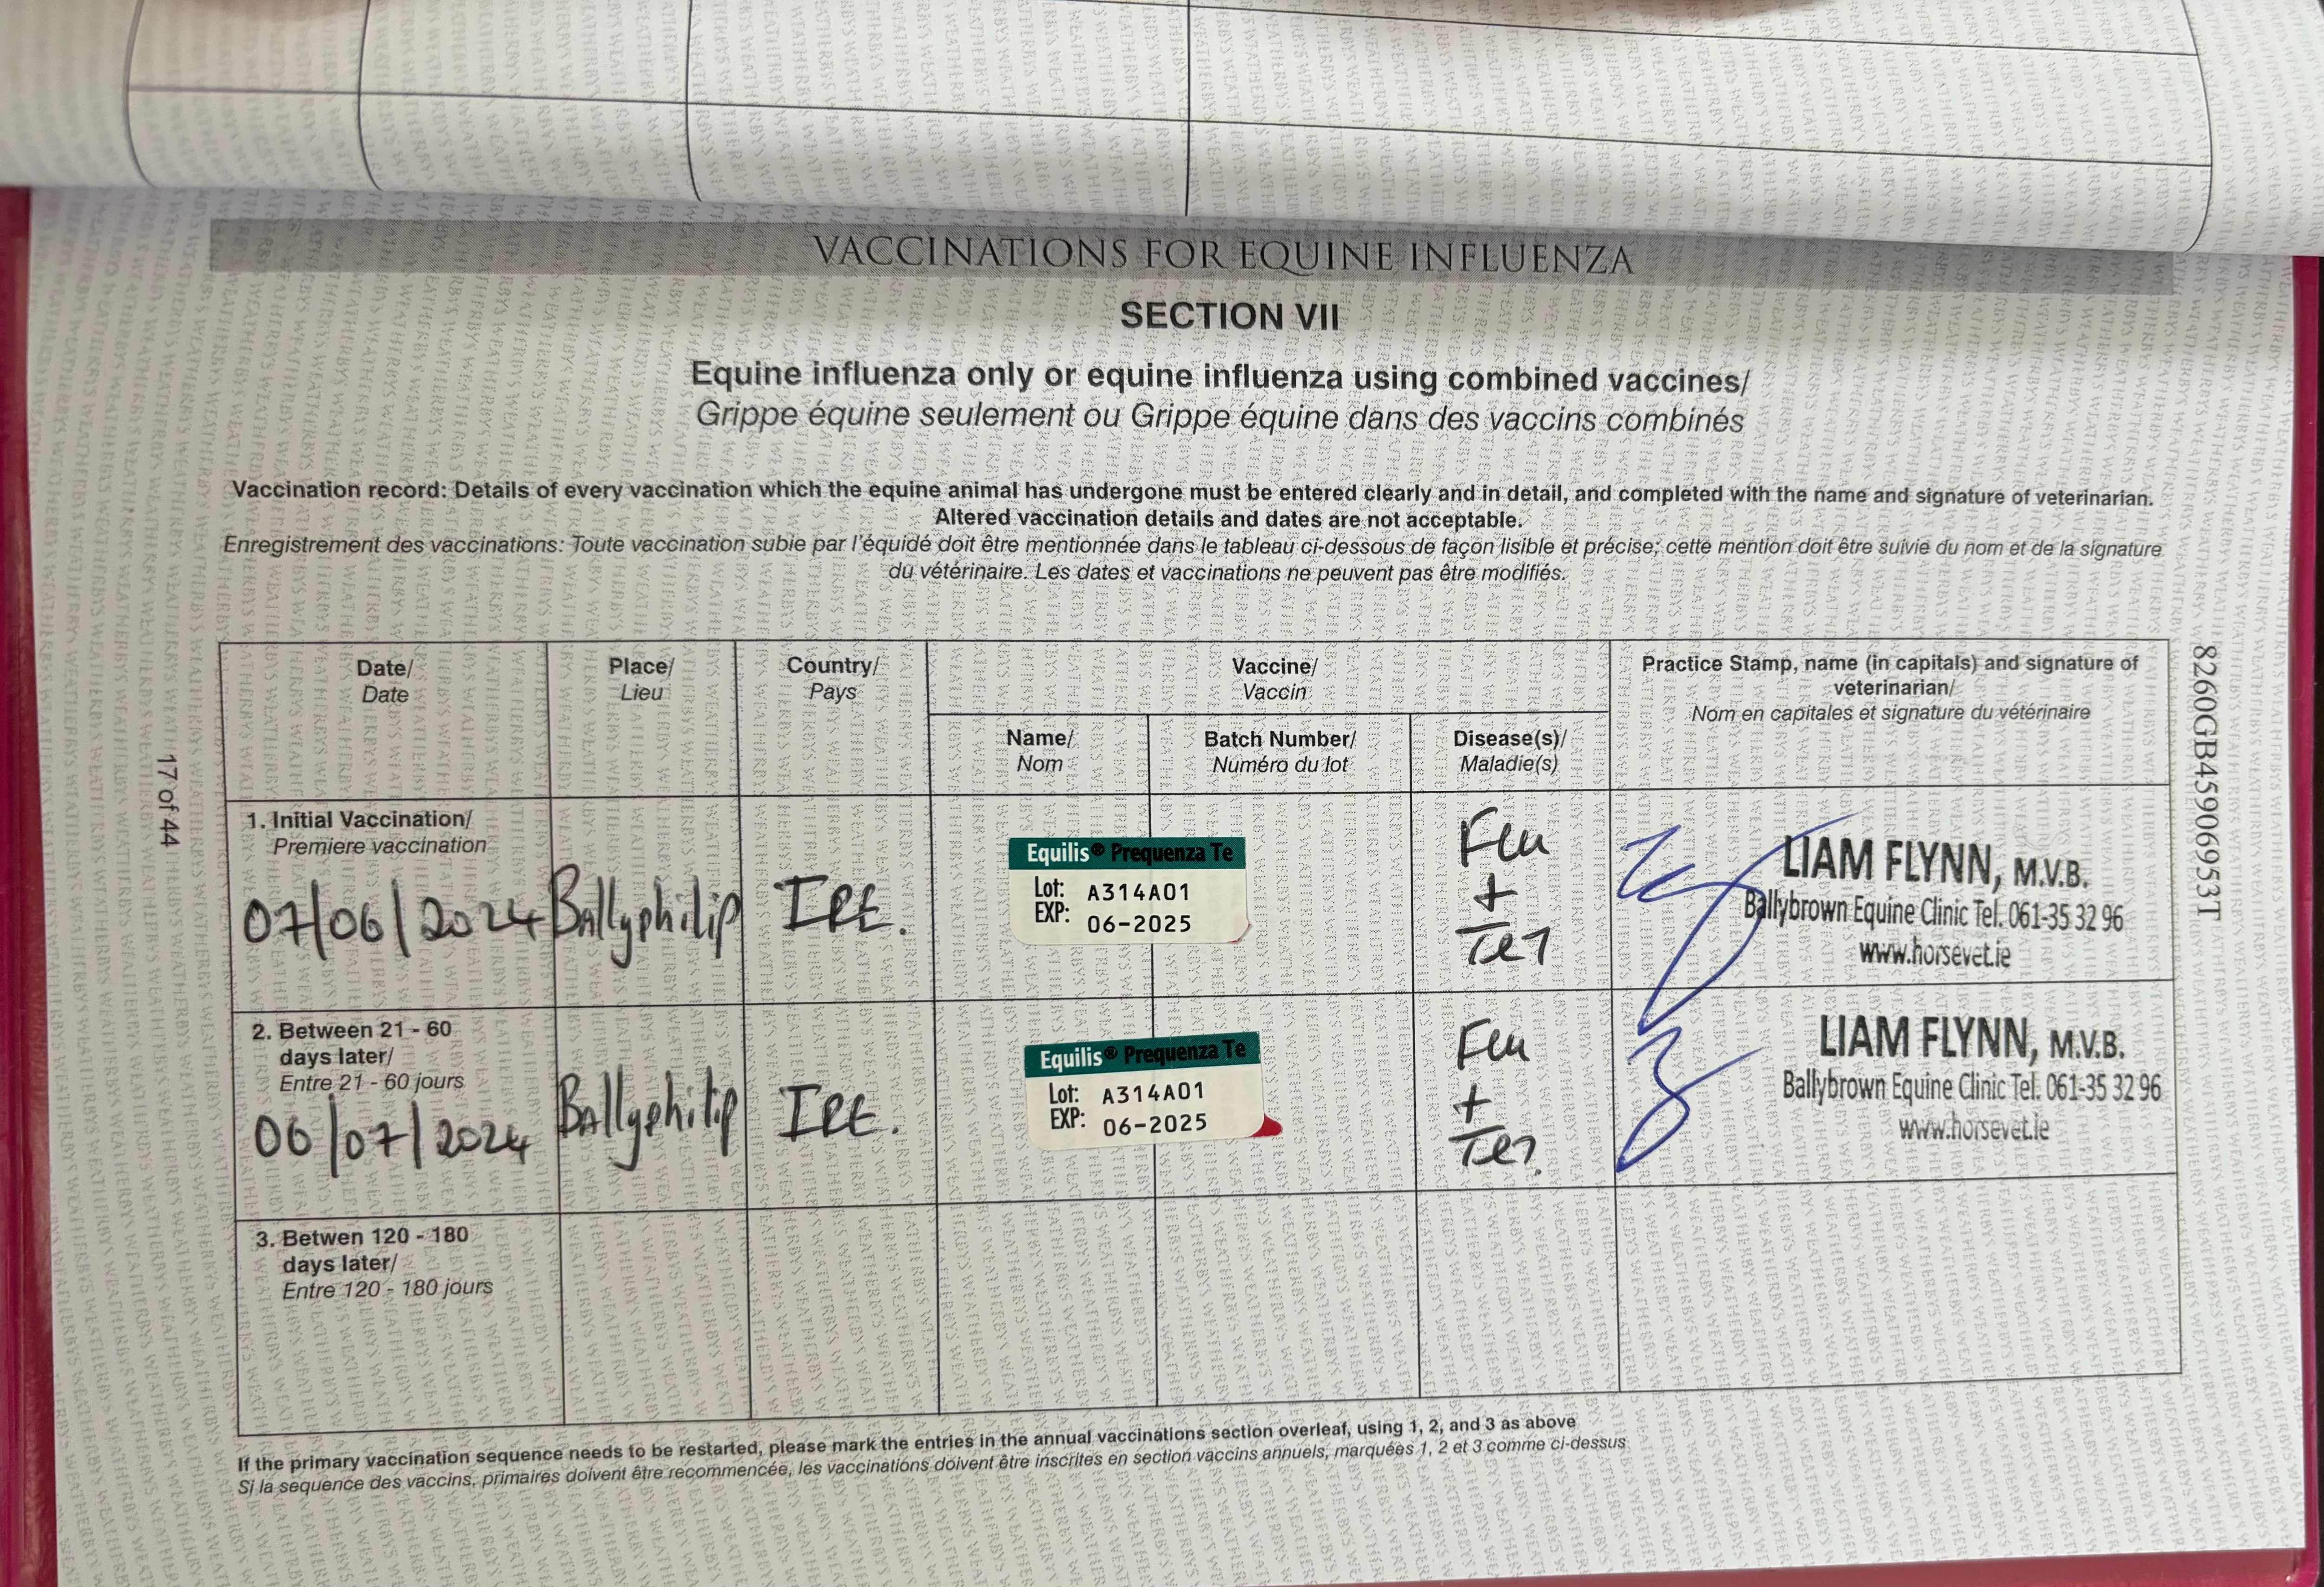 VACCINATIONS FOR EQUINE INFLUENZA
SECTION VII
Equine influenza only or equine influenza using combined vaccines/
Grippe équine seulement ou Grippe équine dans des vaccins combinés
Vaccination record: Details of every vaccination which the equine animal has undergone must be entered clearly and in detail, and completed with the name and signature of veterinarian.
Altered vaccination details and dates are not acceptable.
Enregistrement des vaccinations: Toute vaccination subie par l'équidé doit être mentionnée dans le tableau ci-dessous de façon lisible et précise; cette mention doit être suivie du nom et de la signature
du vétérinaire. Les dates et vaccinations ne peuvent pas être modifiés.
Date/
Date
Place/
Lieu
Country/
Pays
Vaccine/
Vaccin
Name/
Nom
Batch Number/
Numéro du lot
Disease(s)/
Maladie(s)
Practice Stamp, name (in capitals) and signature of
veterinarian/
Nom en capitales et signature du vétérinaire
1. Initial Vaccination/
Premiere vaccination
07/06/2024
Ballyphilip
IRE.
Equilis® Prequenza Te
Lot: A314A01
EXP: 06-2025
Flu
+
Tet
LIAM FLYNN, M.V.B.
Ballybrown Equine Clinic Tel. 061-35 32 96
www.horsevet.ie
2. Between 21 - 60
days later/
Entre 21 - 60 jours
06/07/2024
Ballyphilip
IRE.
Equilis® Prequenza Te
Lot: A314A01
EXP: 06-2025
Flu
+
Tet.
LIAM FLYNN, M.V.B.
Ballybrown Equine Clinic Tel. 061-35 32 96
www.horsevet.ie
3. Betwen 120 - 180
days later/
Entre 120 - 180 jours
If the primary vaccination sequence needs to be restarted, please mark the entries in the annual vaccinations section overleaf, using 1, 2, and 3 as above
Si la sequence des vaccins, primaires doivent être recommencée, les vaccinations doivent être inscrites en section vaccins annuels, marquées 1, 2 et 3 comme ci-dessus
17 of 44
8260GB45906953T